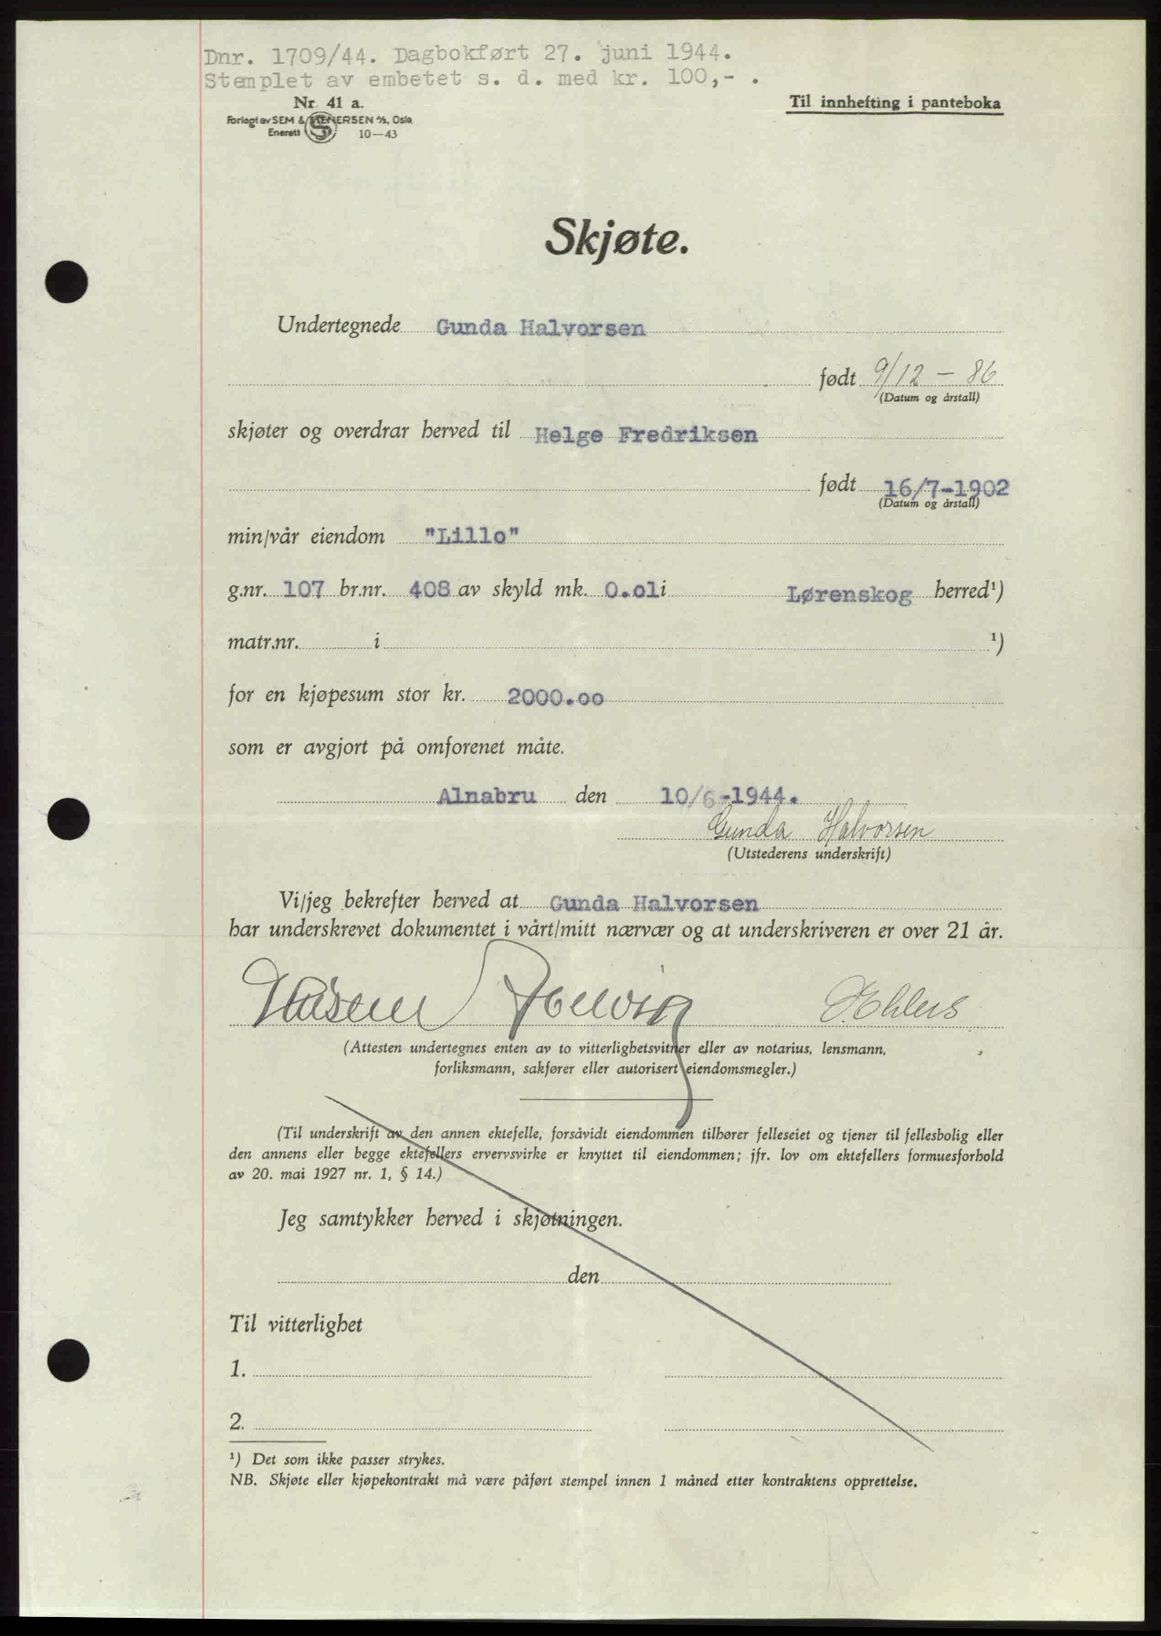 Dnr. 1709/44. Dagbokført 27. juni 1944.
Stemplet av embetet s. d. med kr. 100,- .
Nr. 41 a.
Til innhefting i panteboka
Forlagt av SEM & STENERSEN A/S, Oslo
Enerett S 10—43
Skjøte.
Undertegnede Gunda Halvorsen
født 9/12 - 86
(Datum og årstall)
skjøter og overdrar herved til Helge Fredriksen
født 16/7-1902
(Datum og årstall)
min/vår eiendom "Lillo"
g.nr. 107 br.nr. 408 av skyld mk. 0.01 i Lørenskog herred¹)
matr.nr. i ¹)
for en kjøpesum stor kr. 2000.00
som er avgjort på omforenet måte.
Alnabru den 10/6-1944.
Gunda Halvorsen
(Utstederens underskrift)
Vi/jeg bekrefter herved at Gunda Halvorsen
har underskrevet dokumentet i vårt/mitt nærvær og at underskriveren er over 21 år.
Ehlers
(Attesten undertegnes enten av to vitterlighetsvitner eller av notarius, lensmann,
forliksmann, sakfører eller autorisert eiendomsmegler.)
(Til underskrift av den annen ektefelle, forsåvidt eiendommen tilhører felleseiet og tjener til fellesbolig eller
den annens eller begge ektefellers ervervsvirke er knyttet til eiendommen; jfr. lov om ektefellers formuesforhold
av 20. mai 1927 nr. 1, § 14.)
Jeg samtykker herved i skjøtningen.
den
Til vitterlighet
1.
2.
¹) Det som ikke passer strykes.
NB. Skjøte eller kjøpekontrakt må være påført stempel innen 1 måned etter kontraktens opprettelse.